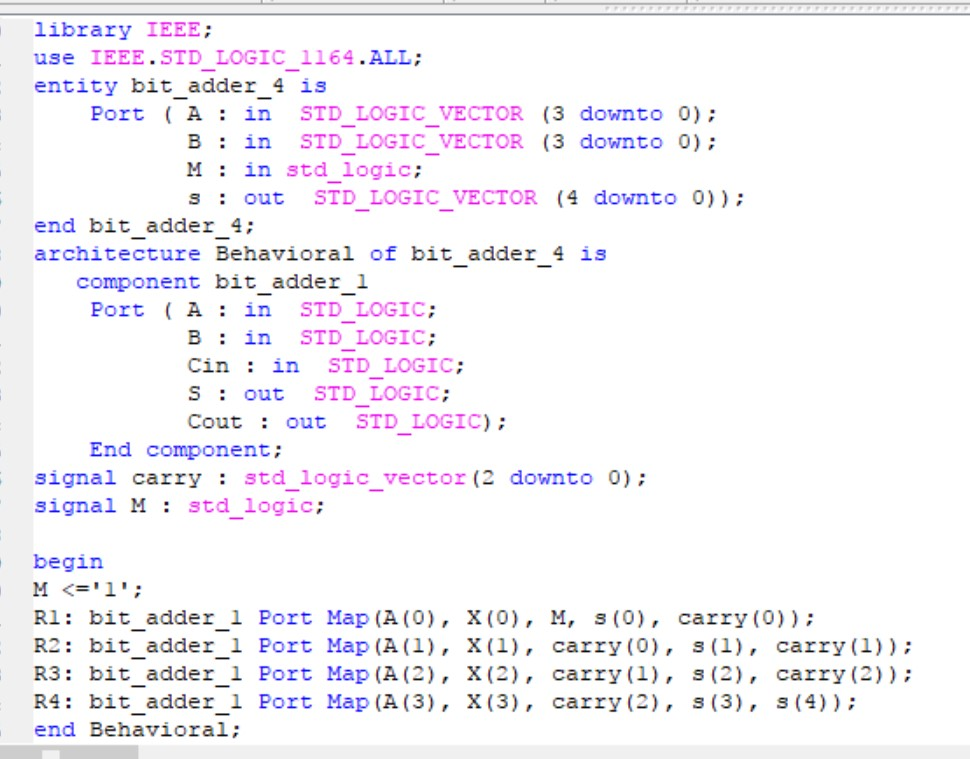 library IEEE;
use IEEE.STD_LOGIC_1164.ALL;
entity bit_adder_4 is
    Port ( A : in  STD_LOGIC_VECTOR (3 downto 0);
           B : in  STD_LOGIC_VECTOR (3 downto 0);
           M : in std_logic;
           s : out  STD_LOGIC_VECTOR (4 downto 0));
end bit_adder_4;
architecture Behavioral of bit_adder_4 is
   component bit_adder_1
    Port ( A : in  STD_LOGIC;
           B : in  STD_LOGIC;
           Cin : in  STD_LOGIC;
           S : out  STD_LOGIC;
           Cout : out  STD_LOGIC);
    End component;
signal carry : std_logic_vector(2 downto 0);
signal M : std_logic;
begin
M <='1';
R1: bit_adder_1 Port Map(A(0), X(0), M, s(0), carry(0));
R2: bit_adder_1 Port Map(A(1), X(1), carry(0), s(1), carry(1));
R3: bit_adder_1 Port Map(A(2), X(2), carry(1), s(2), carry(2));
R4: bit_adder_1 Port Map(A(3), X(3), carry(2), s(3), s(4));
end Behavioral;